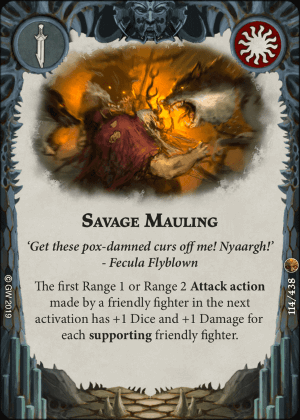 SAVAGE MAULING
‘Get these pox-damned curs off me! Nyaargh!’
- Fecula Flyblown
The first Range 1 or Range 2 Attack action
made by a friendly fighter in the next
activation has +1 Dice and +1 Damage for
each supporting friendly fighter.
© GW 2019
114/438